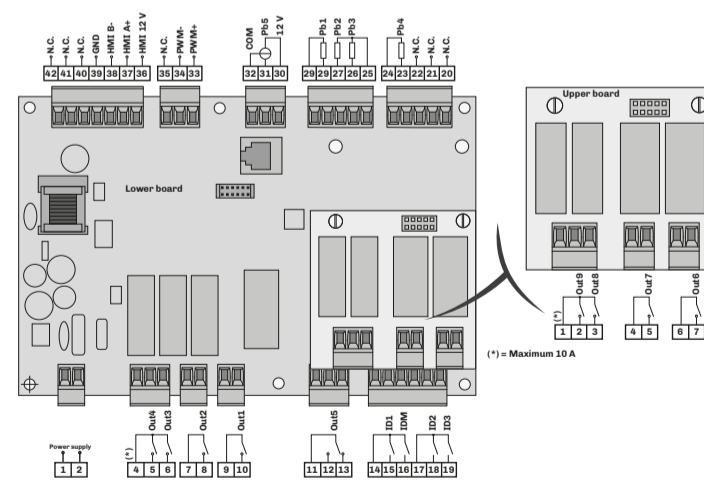 N.C. N.C. N.C. GND HMI B- HMI A+ HMI 12 V
N.C. PWM- PWM+
COM Pb5 12 V
Pb1 Pb2 Pb3
Pb4 N.C. N.C. N.C.
42 41 40 39 38 37 36
35 34 33
32 31 30
29 29 27 26 25
24 23 22 21 20
Upper board
Lower board
Out9 Out8
Out7
Out6
(*)
1 2 3
4 5
6 7
(*) = Maximum 10 A
Power supply
1 2
(*)
Out4 Out3
Out2
Out1
Out5
ID1 IDM
ID2 ID3
4 5 6
7 8
9 10
11 12 13
14 15 16 17 18 19